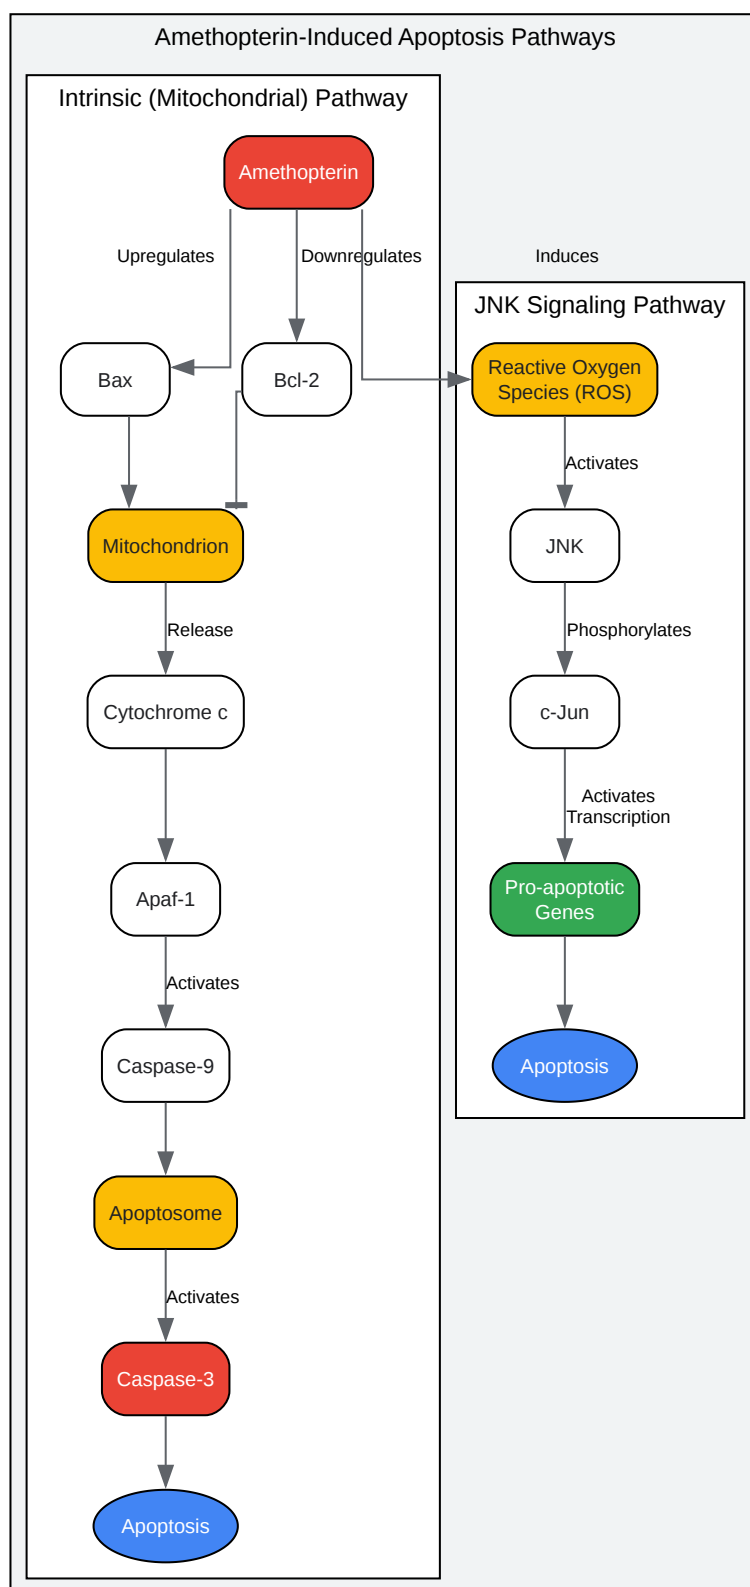 Amethopterin-Induced Apoptosis Pathways
Intrinsic (Mitochondrial) Pathway
Amethopterin
Upregulates
Downregulates
Induces
JNK Signaling Pathway
Bax
Bcl-2
Reactive Oxygen
Species (ROS)
Activates
Mitochondrion
JNK
Release
Phosphorylates
Cytochrome c
c-Jun
Activates
Transcription
Apaf-1
Pro-apoptotic
Genes
Activates
Caspase-9
Apoptosis
Apoptosome
Activates
Caspase-3
Apoptosis